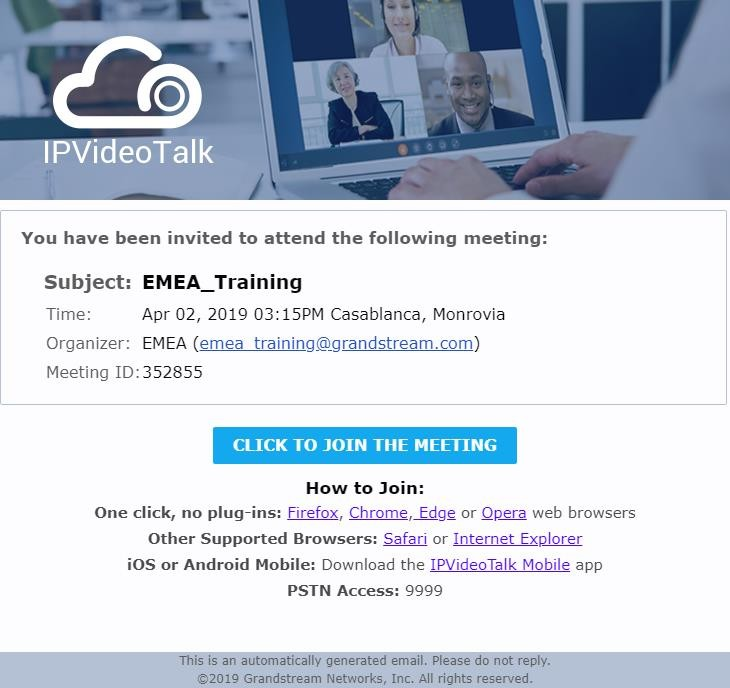 IPVideoTalk
You have been invited to attend the following meeting:
Subject: EMEA_Training
Time: Apr 02, 2019 03:15PM Casablanca, Monrovia
Organizer: EMEA (emea_training@grandstream.com)
Meeting ID: 352855
CLICK TO JOIN THE MEETING
How to Join:
One click, no plug-ins: Firefox, Chrome, Edge or Opera web browsers
Other Supported Browsers: Safari or Internet Explorer
iOS or Android Mobile: Download the IPVideoTalk Mobile app
PSTN Access: 9999
This is an automatically generated email. Please do not reply.
©2019 Grandstream Networks, Inc. All rights reserved.